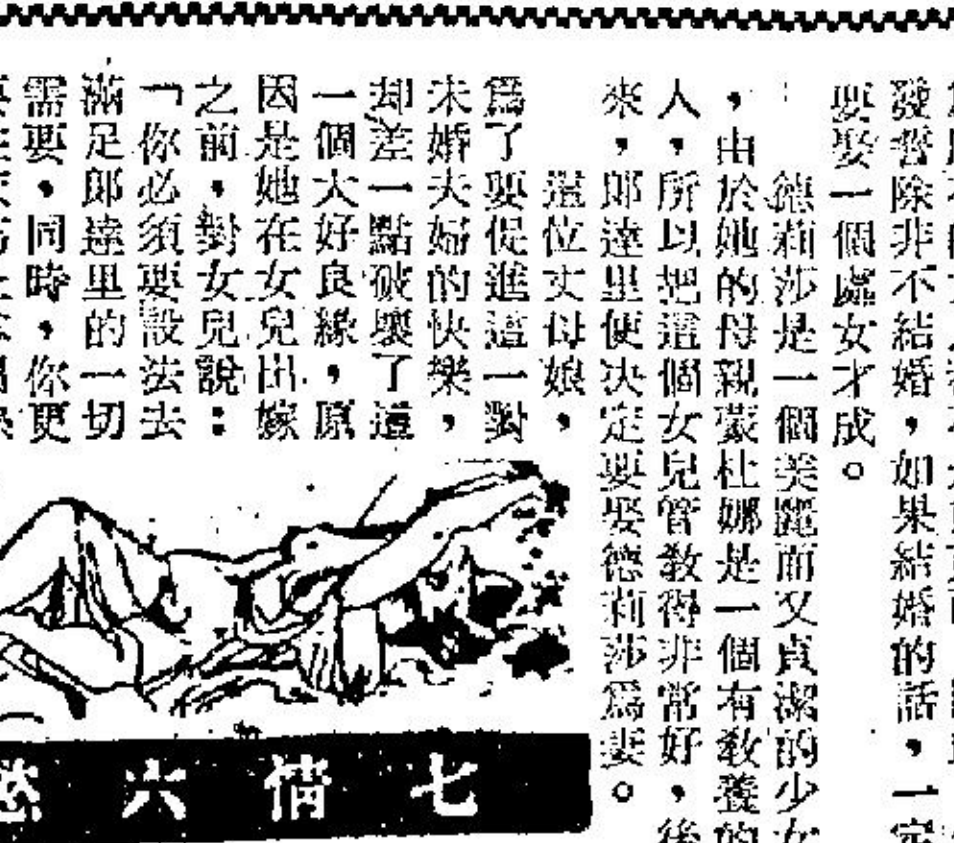 發誓除非不結婚，如果結婚的話，一定
要娶一個處女才成。
德莉莎是一個美麗而又貞潔的少女
，由於她的母親蒙杜娜是一個有教養的
人，所以把這個女兒管教得非常好，後
來，郎達里便決定要娶德莉莎爲妻。
這位丈母娘，
爲了要促進這一對
未婚夫婦的快樂，
却差一點破壞了這
一個大好良緣，原
因是她在女兒出嫁
之前，對女兒說：
「你必須要設法去
滿足郎達里的一切
需要，同時，你更
七情六慾